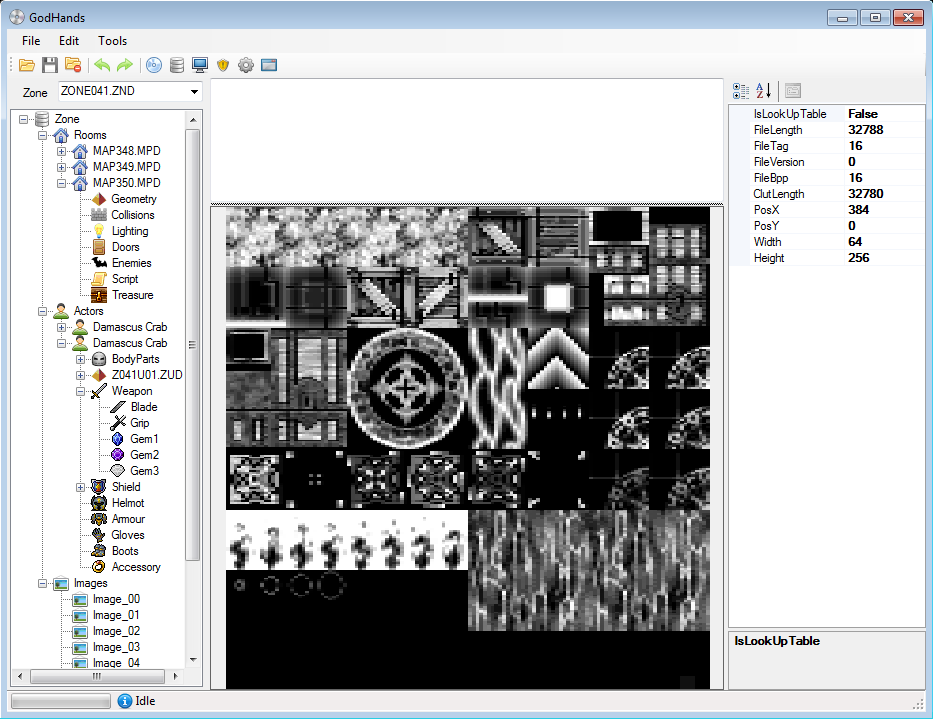 GodHands
File Edit Tools
Zone ZONE041.ZND
Zone
Rooms
MAP348.MPD
MAP349.MPD
MAP350.MPD
Geometry
Collisions
Lighting
Doors
Enemies
Script
Treasure
Actors
Damascus Crab
Damascus Crab
BodyParts
Z041U01.ZUD
Weapon
Blade
Grip
Gem1
Gem2
Gem3
Shield
Helmot
Armour
Gloves
Boots
Accessory
Images
Image_00
Image_01
Image_02
Image_03
Image_04
IsLookUpTable False
FileLength 32788
FileTag 16
FileVersion 0
FileBpp 16
ClutLength 32780
PosX 384
PosY 0
Width 64
Height 256
IsLookUpTable
Idle